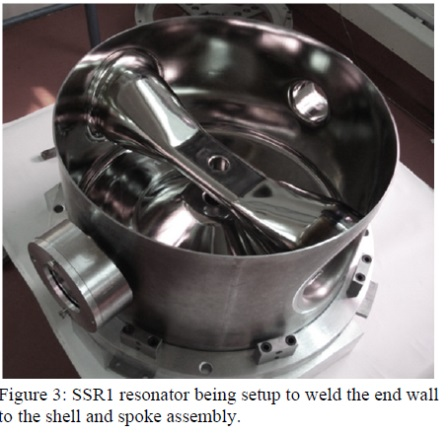 Figure 3: SSR1 resonator being setup to weld the end wall
to the shell and spoke assembly.